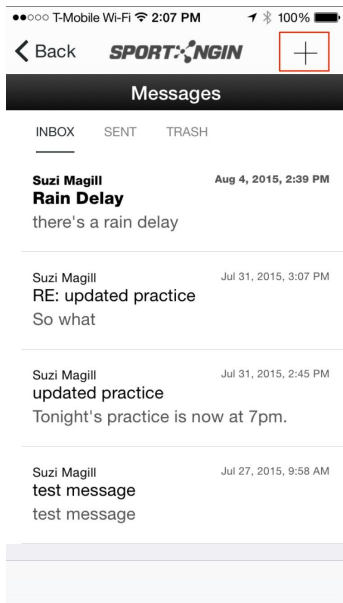 T-Mobile Wi-Fi 2:07 PM 100%
Back SPORTNGIN +
Messages
INBOX SENT TRASH
Suzi Magill Aug 4, 2015, 2:39 PM
Rain Delay
there's a rain delay
Suzi Magill Jul 31, 2015, 3:07 PM
RE: updated practice
So what
Suzi Magill Jul 31, 2015, 2:45 PM
updated practice
Tonight's practice is now at 7pm.
Suzi Magill Jul 27, 2015, 9:58 AM
test message
test message